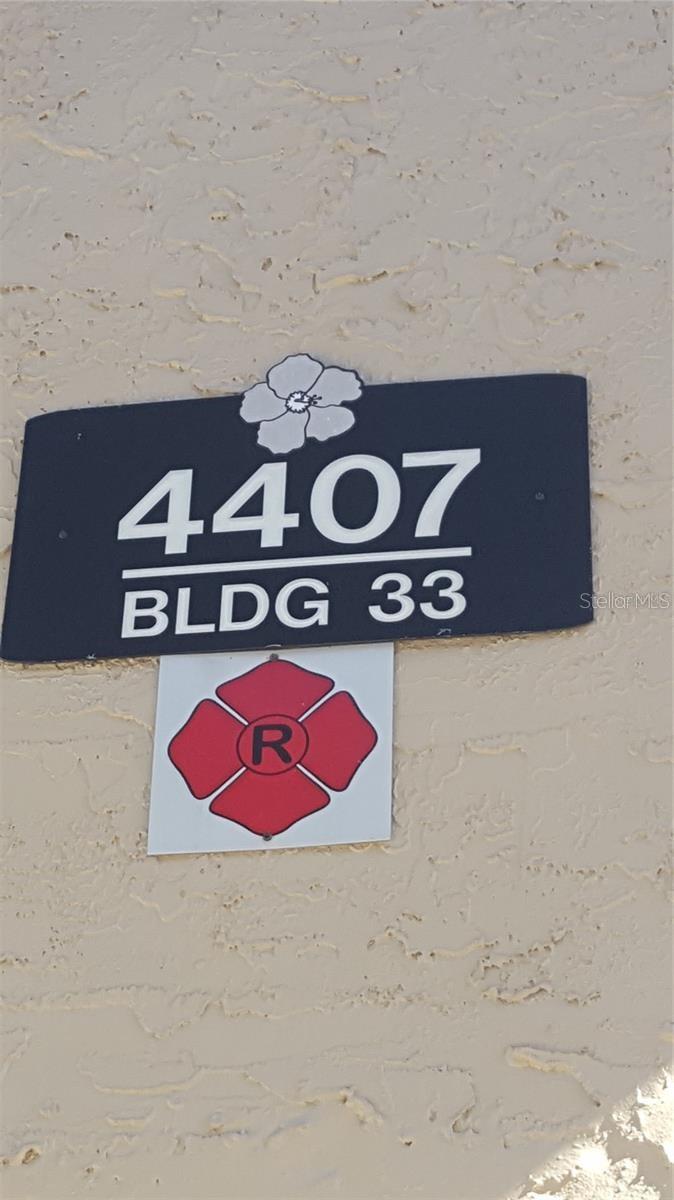 4407
BLDG 33
StellarMLS
R